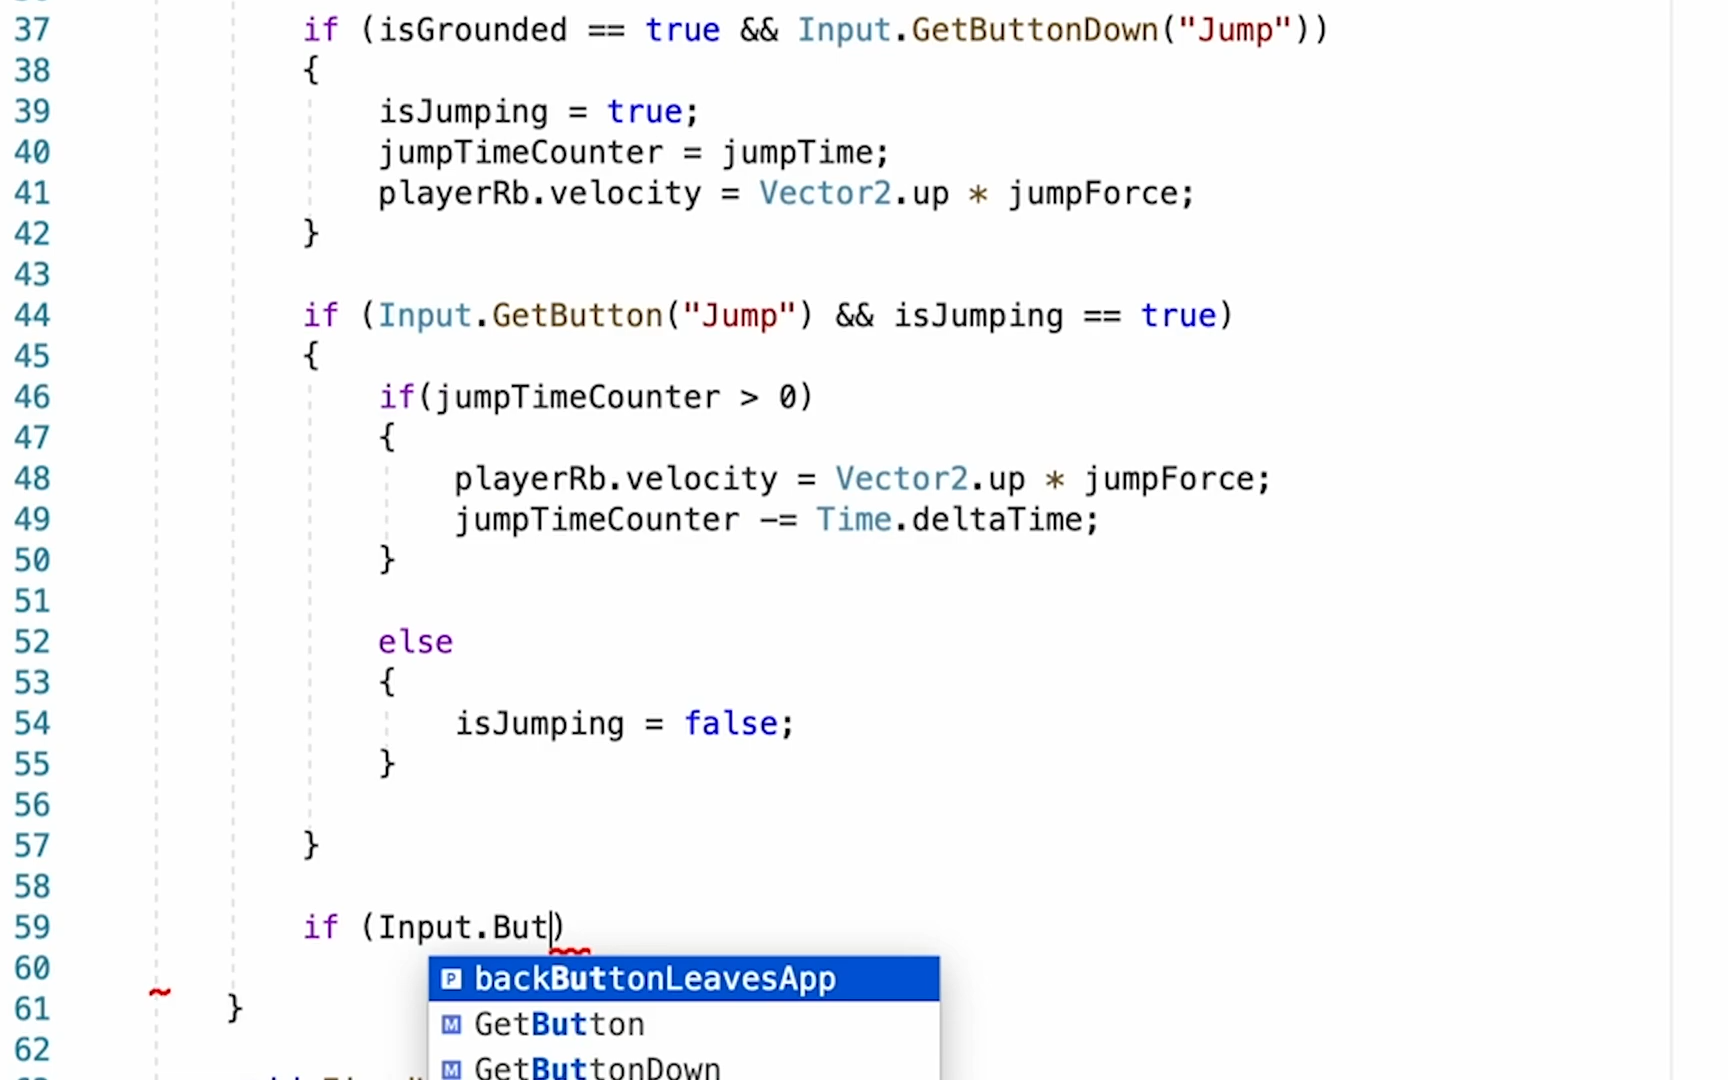 37 if (isGrounded == true && Input.GetButtonDown("Jump"))
38 {
39 isJumping = true;
40 jumpTimeCounter = jumpTime;
41 playerRb.velocity = Vector2.up * jumpForce;
42 }
43
44 if (Input.GetButton("Jump") && isJumping == true)
45 {
46 if(jumpTimeCounter > 0)
47 {
48 playerRb.velocity = Vector2.up * jumpForce;
49 jumpTimeCounter -= Time.deltaTime;
50 }
51
52 else
53 {
54 isJumping = false;
55 }
56
57 }
58
59 if (Input.But)
60
P backButtonLeavesApp
61 }
M GetButton
62
M GetButtonDown